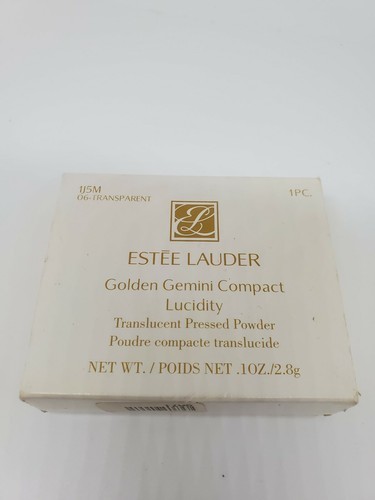 1J5M
06-TRANSPARENT
1PC.
EL
ESTĒE LAUDER
Golden Gemini Compact
Lucidity
Translucent Pressed Powder
Poudre compacte translucide
NET WT. / POIDS NET .1OZ./2.8g